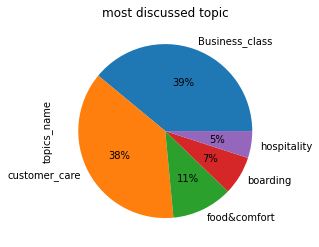 most discussed topic
Business_class
39%
5%
hospitality
7%
boarding
topics_name
38%
customer_care
11%
food&comfort